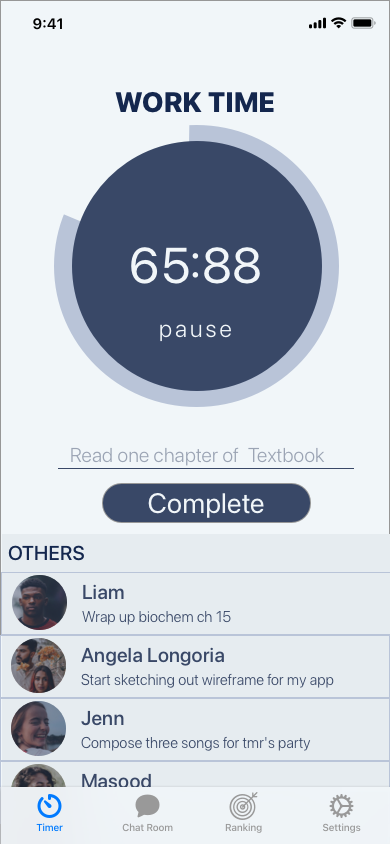 9:41
WORK TIME
65:88
pause
Read one chapter of  Textbook
Complete
OTHERS
Liam
Wrap up biochem ch 15
Angela Longoria
Start sketching out wireframe for my app
Jenn
Compose three songs for tmr's party
Masood
Timer
Chat Room
Ranking
Settings